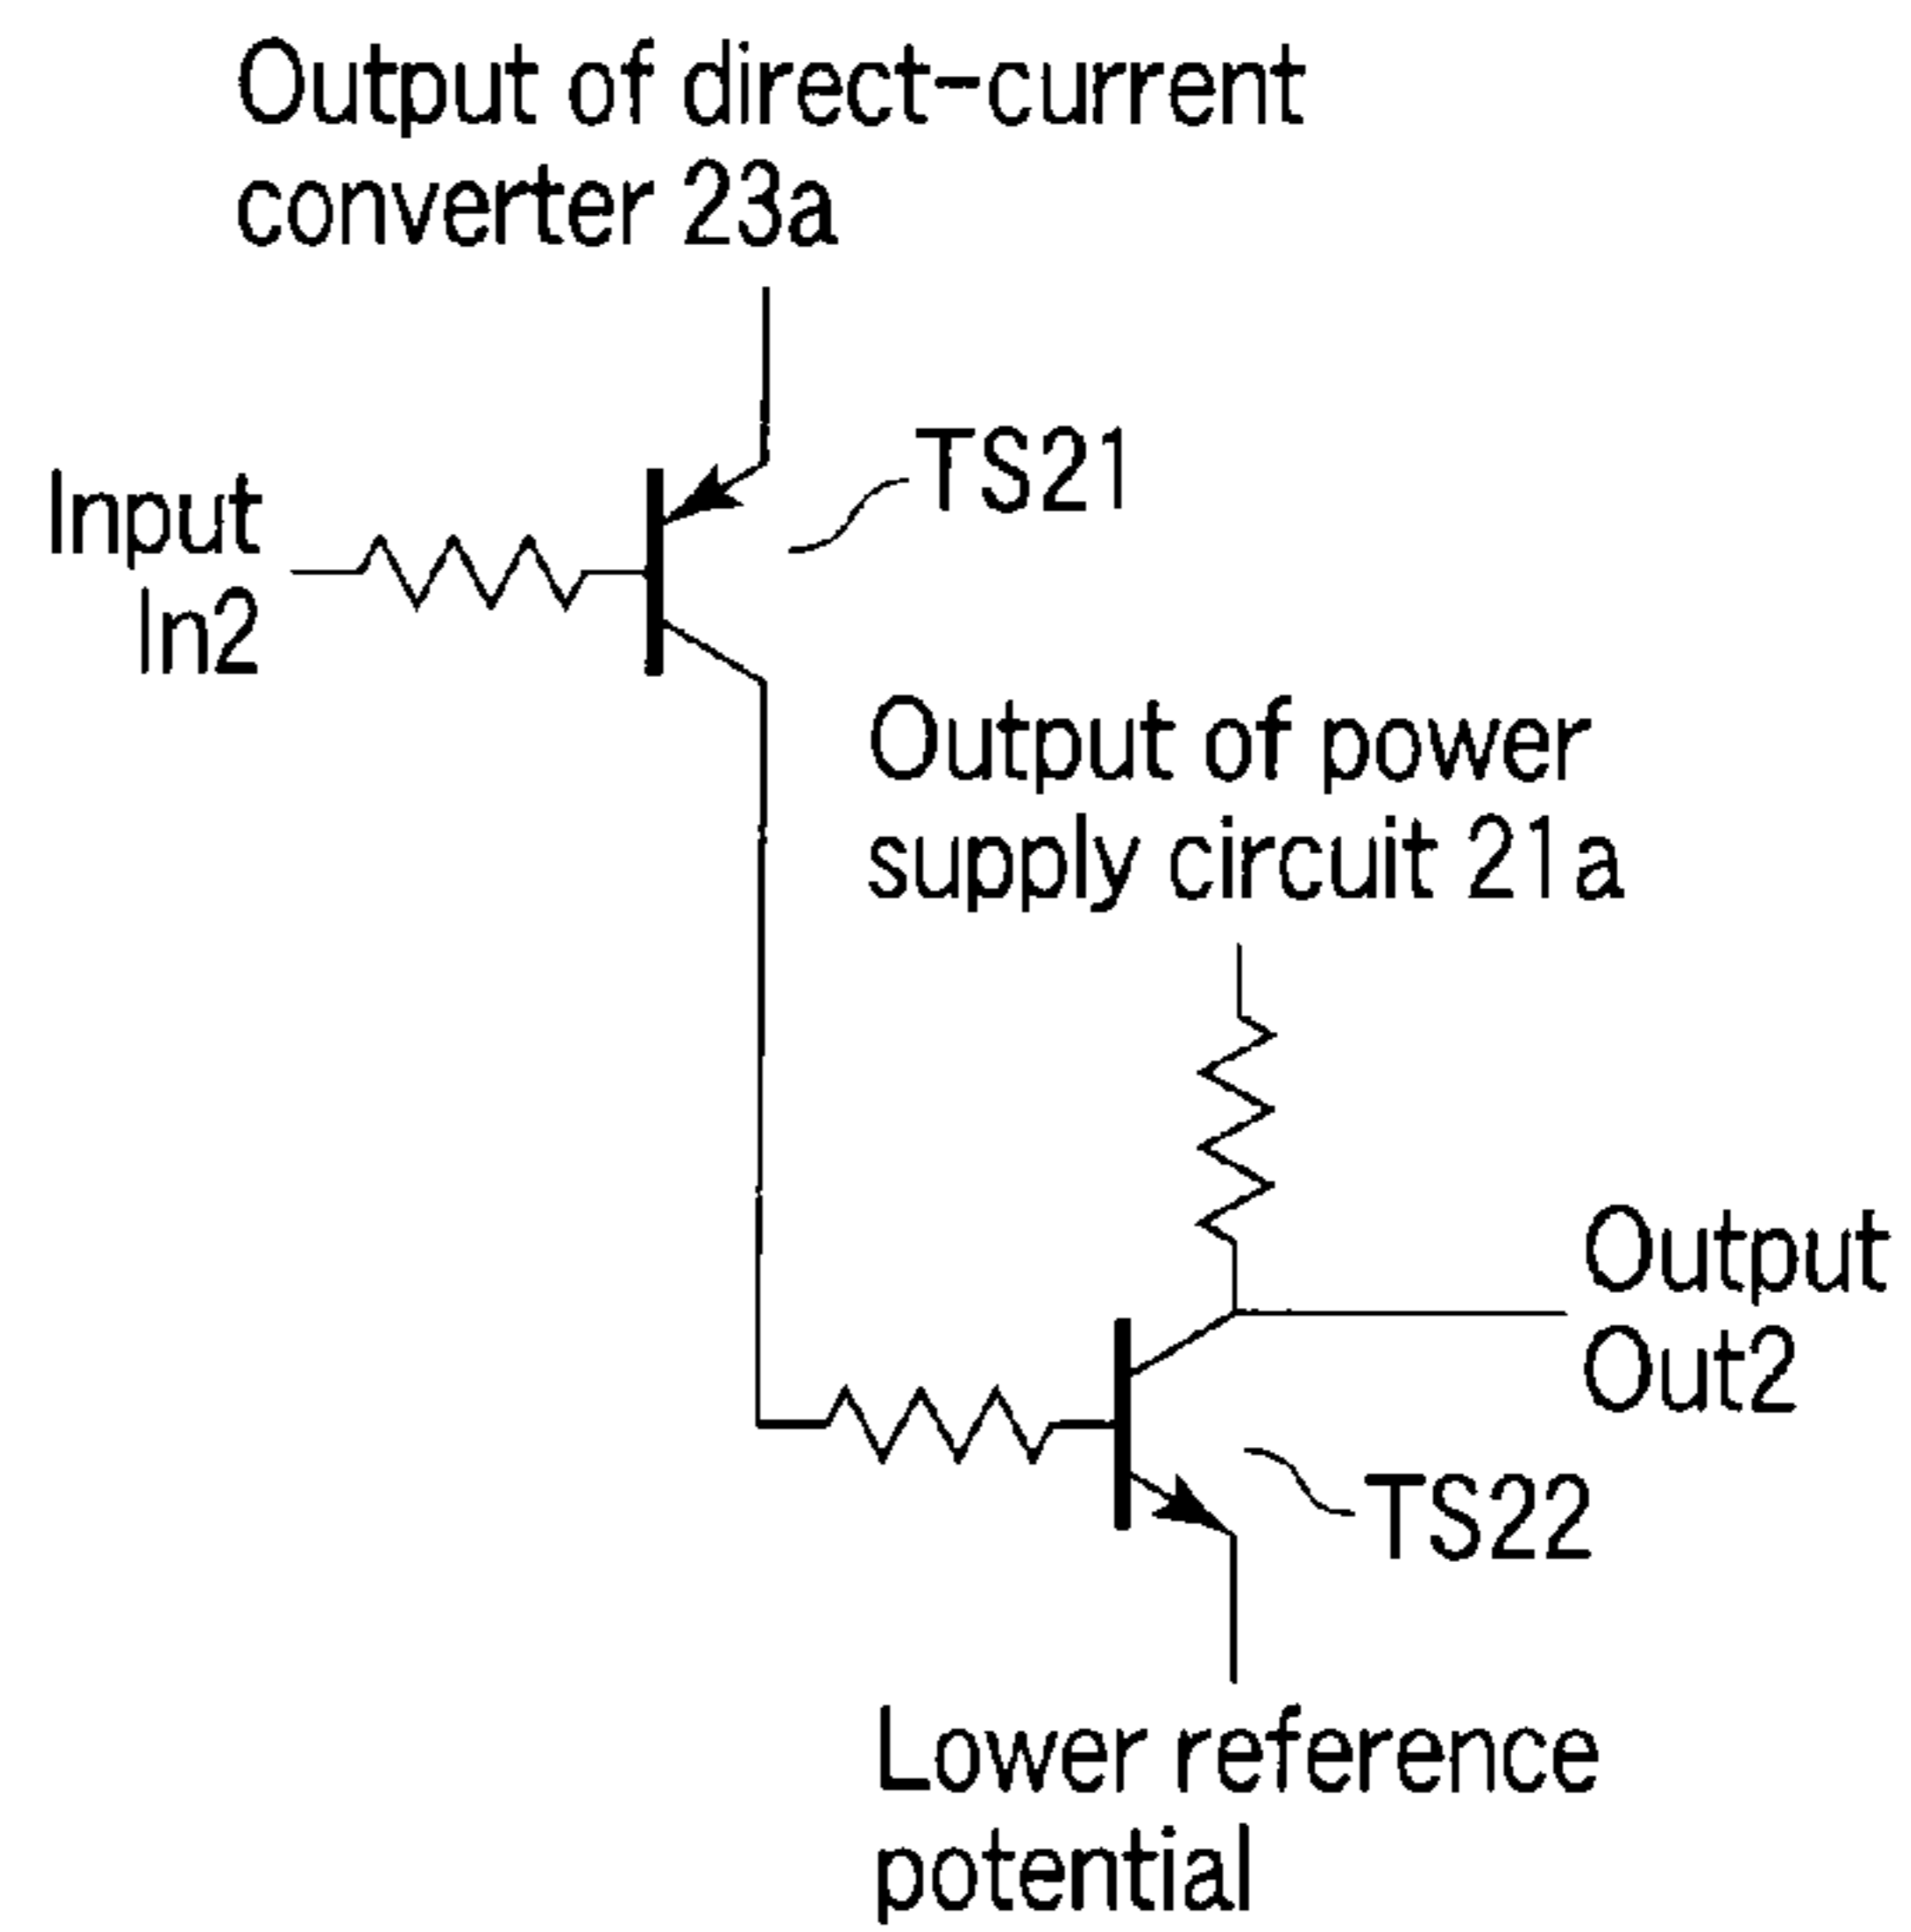 Output of direct-current
converter 23a
TS21
Input
In2
Output of power
supply circuit 21a
Output
Out2
TS22
Lower reference
potential